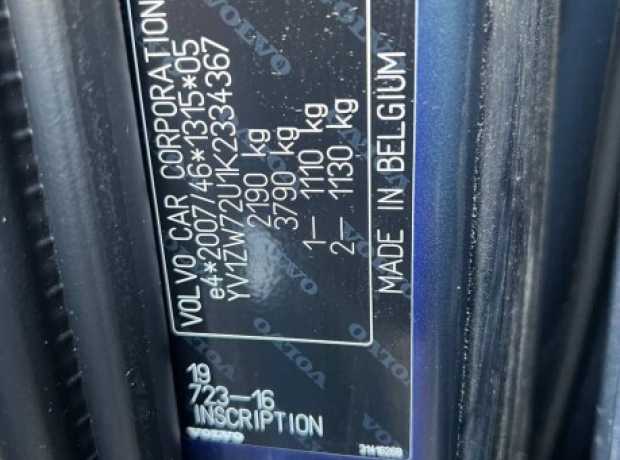 VOLVO CAR CORPORATION
e4*2007/46*1315*05
YV1ZW72U1K2334367
2190 kg
3790 kg
1– 1110 kg
2– 1130 kg
MADE IN BELGIUM
19
723–16
INSCRIPTION
VOLVO